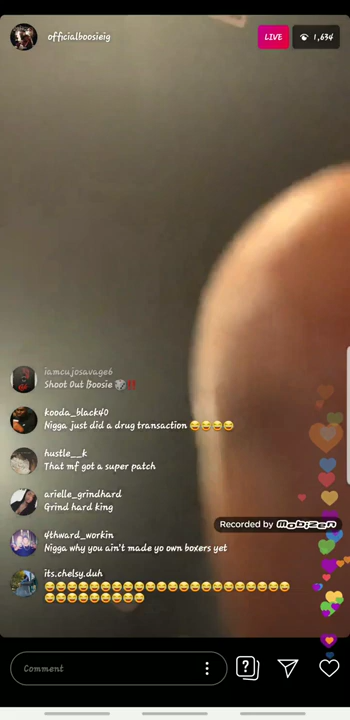 officialboosieig
LIVE
1,634
iamcujosavage6
Shoot Out Boosie 🎲‼️
kooda_black40
Nigga just did a drug transaction 😂😂😂😂
hustle__k
That mf got a super patch
arielle_grindhard
Grind hard king
Recorded by mobizen
4thward_workin
Nigga why you ain't made yo own boxers yet
its.chelsy.duh
😂😂😂😂😂😂😂😂😂😂😂😂😂😂😂😂😂😂😂😂
😂😂😂😂😂😂😂😂
Comment